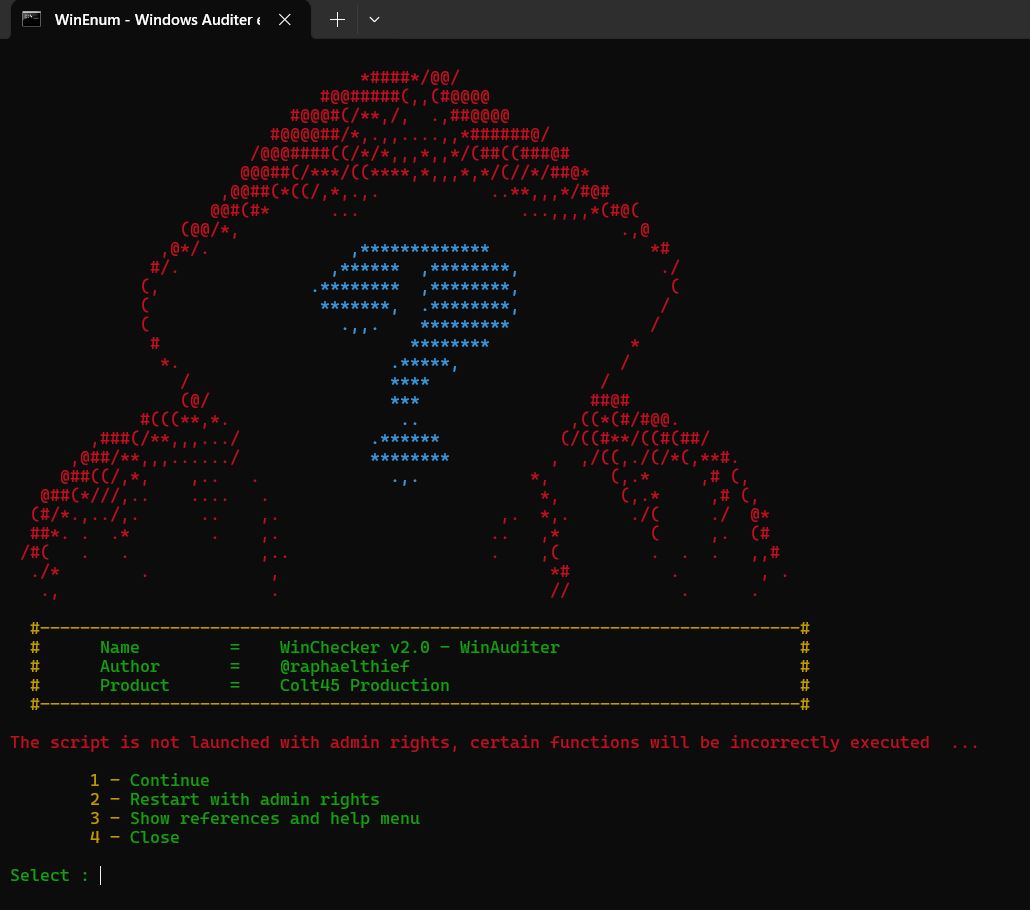 WinEnum - Windows Auditer e
#------------------------------------------------------------#
# Name = WinChecker v2.0 - WinAuditer #
# Author = @raphaelthief #
# Product = Colt45 Production #
#------------------------------------------------------------#
The script is not launched with admin rights, certain functions will be incorrectly executed ...
1 - Continue
2 - Restart with admin rights
3 - Show references and help menu
4 - Close
Select :